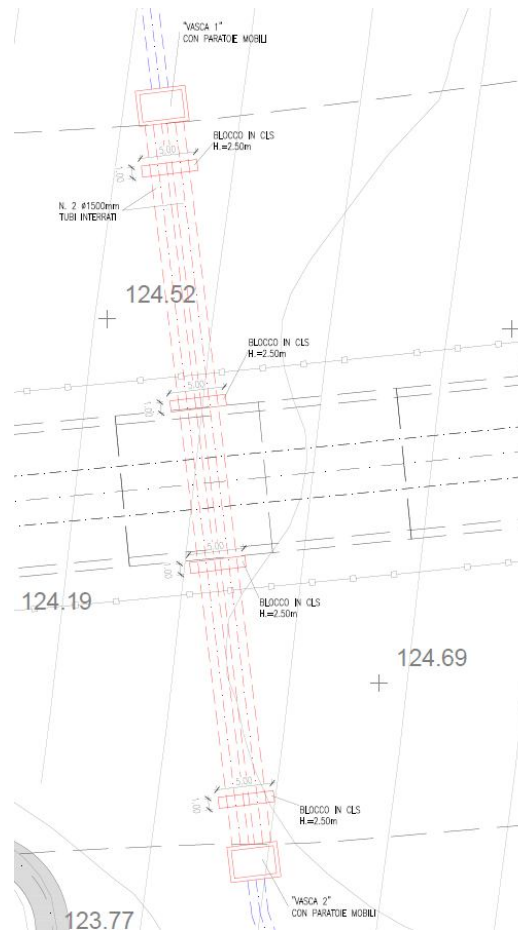 "VASCA 1"
CON PARATOIE MOBILI
BLOCCO IN CLS
H.=2.50m
5.00
1.00
N. 2 Ø1500mm
TUBI INTERRATI
124.52
BLOCCO IN CLS
H.=2.50m
5.00
1.00
5.00
1.00
124.19
BLOCCO IN CLS
H.=2.50m
124.69
5.00
1.00
BLOCCO IN CLS
H.=2.50m
"VASCA 2"
CON PARATOIE MOBILI
123.77